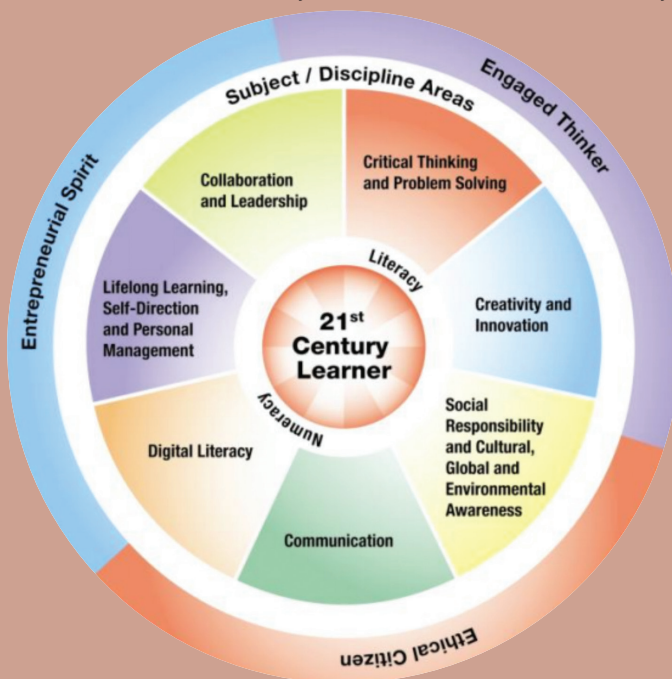 Entrepreneurial Spirit
Engaged Thinker
Ethical Citizen
Subject / Discipline Areas
Collaboration
and Leadership
Critical Thinking
and Problem Solving
Creativity and
Innovation
Social
Responsibility
and Cultural,
Global and
Environmental
Awareness
Communication
Digital Literacy
Lifelong Learning,
Self-Direction
and Personal
Management
Literacy
21st
Century
Learner
Numeracy